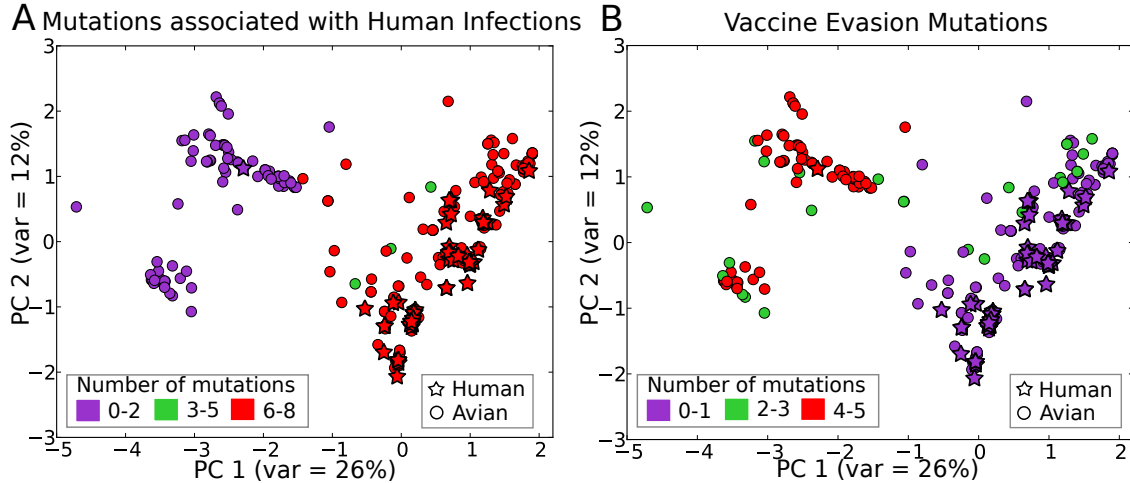 A Mutations associated with Human Infections
3
2
1
0
−1
−2
−3
PC 2 (var = 12%)
−5 −4 −3 −2 −1 0 1 2
PC 1 (var = 26%)
Number of mutations
0-2 3-5 6-8
Human
Avian
B Vaccine Evasion Mutations
3
2
1
0
−1
−2
−3
PC 2 (var = 12%)
−5 −4 −3 −2 −1 0 1 2
PC 1 (var = 26%)
Number of mutations
0-1 2-3 4-5
Human
Avian